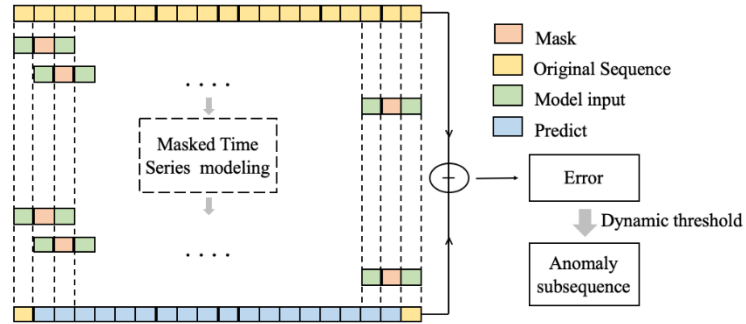 Mask
Original Sequence
Model input
Predict
. . . .
Masked Time
Series modeling
. . . .
Error
Dynamic threshold
Anomaly
subsequence